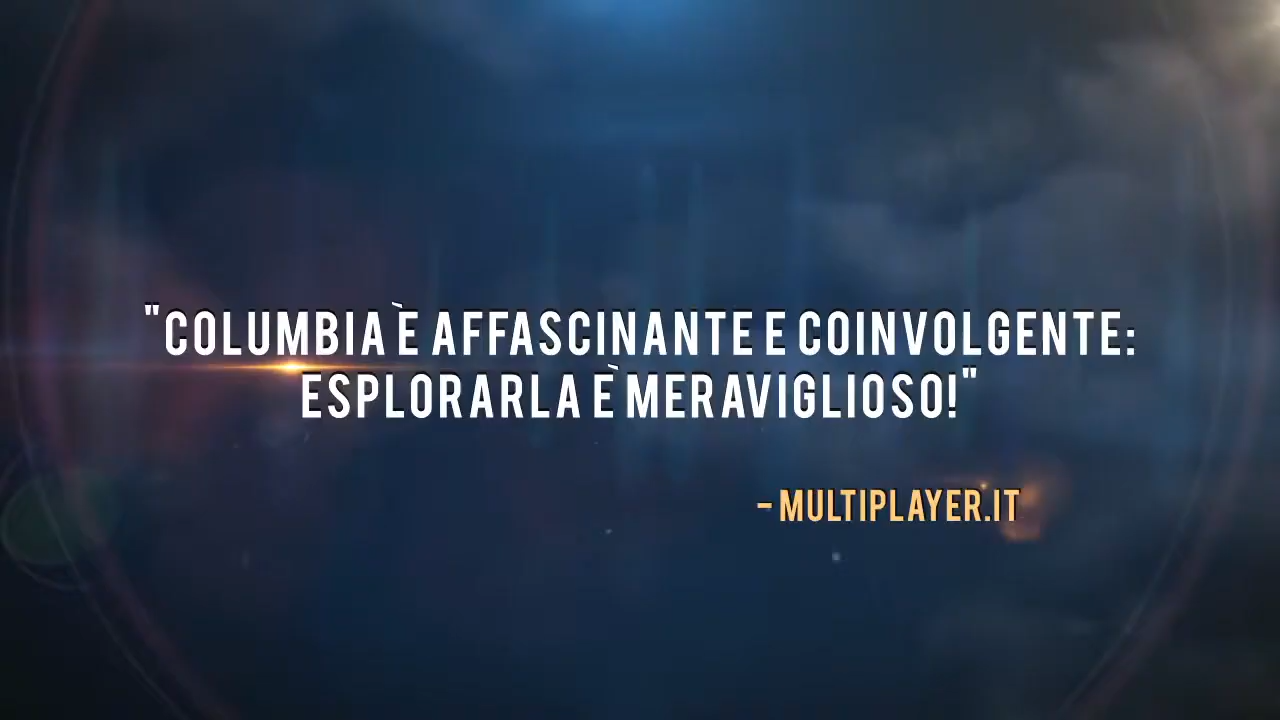 "COLUMBIA È AFFASCINANTE E COINVOLGENTE:
ESPLORARLA È MERAVIGLIOSO!"
- MULTIPLAYER.IT